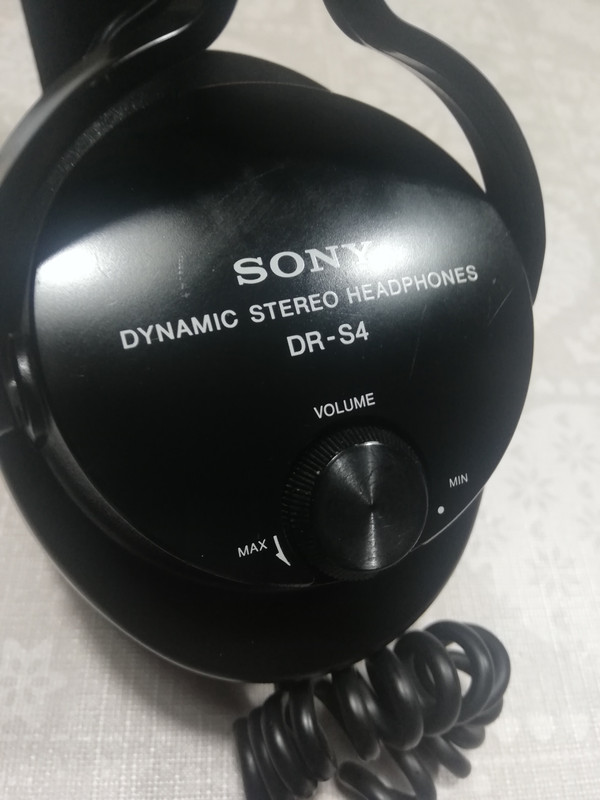 SONY
DYNAMIC STEREO HEADPHONES
DR-S4
VOLUME
MIN
MAX